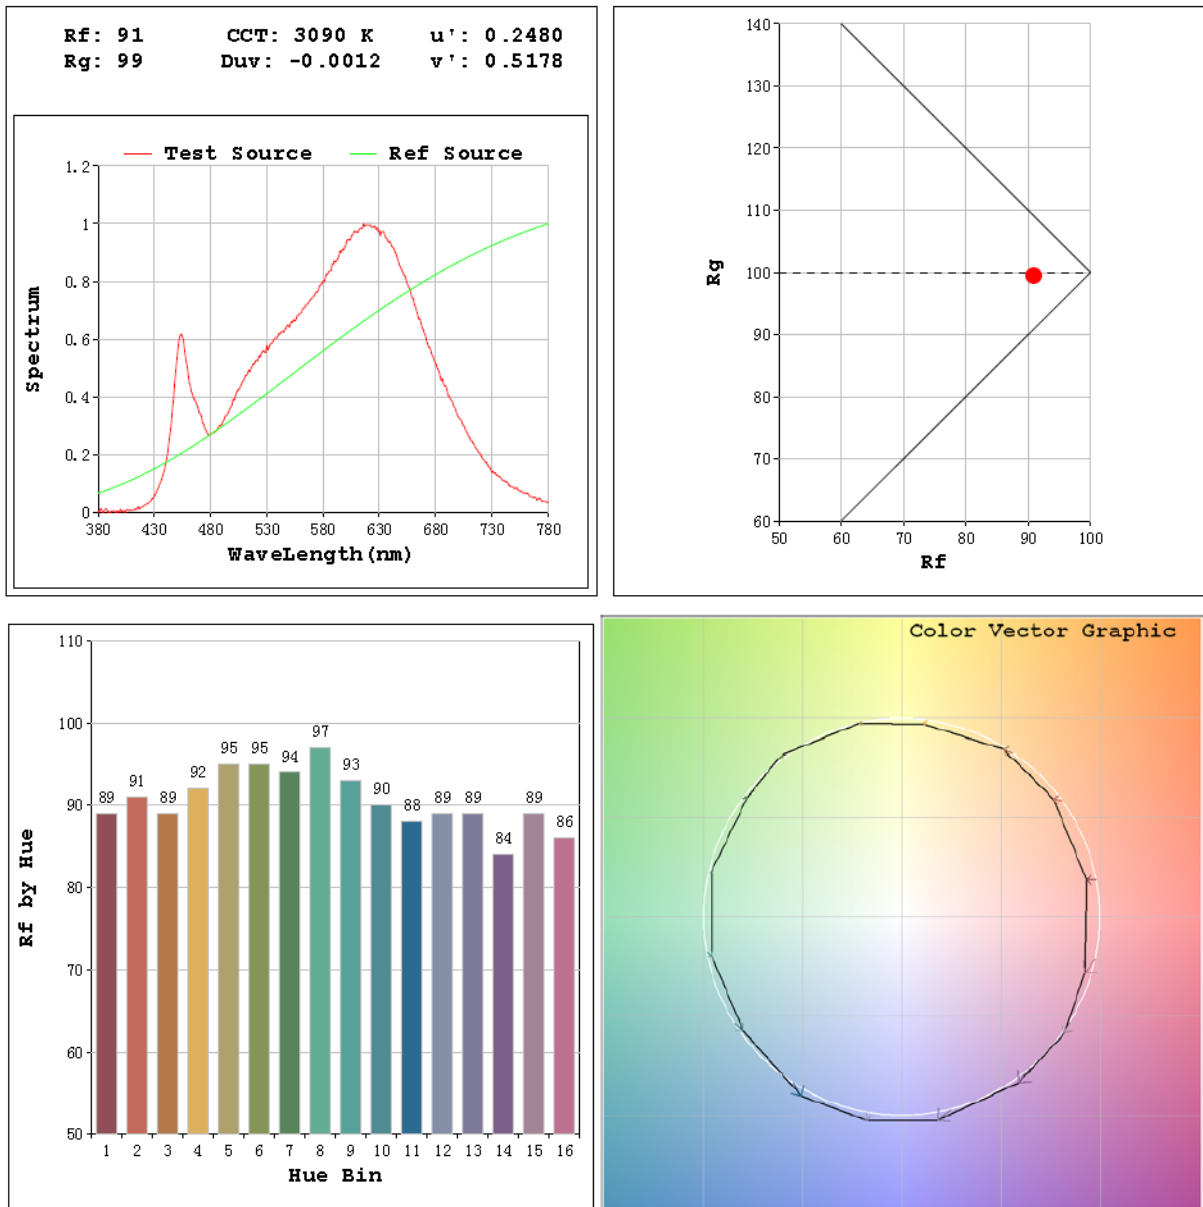 Rf: 91 CCT: 3090 K u': 0.2480
Rg: 99 Duv: -0.0012 v': 0.5178
Test Source Ref Source
1.2
1
0.8
0.6
0.4
0.2
0
Spectrum
380 430 480 530 580 630 680 730 780
WaveLength(nm)
140
130
120
110
100
90
80
70
60
Rg
50 60 70 80 90 100
Rf
110
100
90
80
70
60
50
Rf by Hue
89 91 89 92 95 95 94 97 93 90 88 89 89 84 89 86
1 2 3 4 5 6 7 8 9 10 11 12 13 14 15 16
Hue Bin
Color Vector Graphic